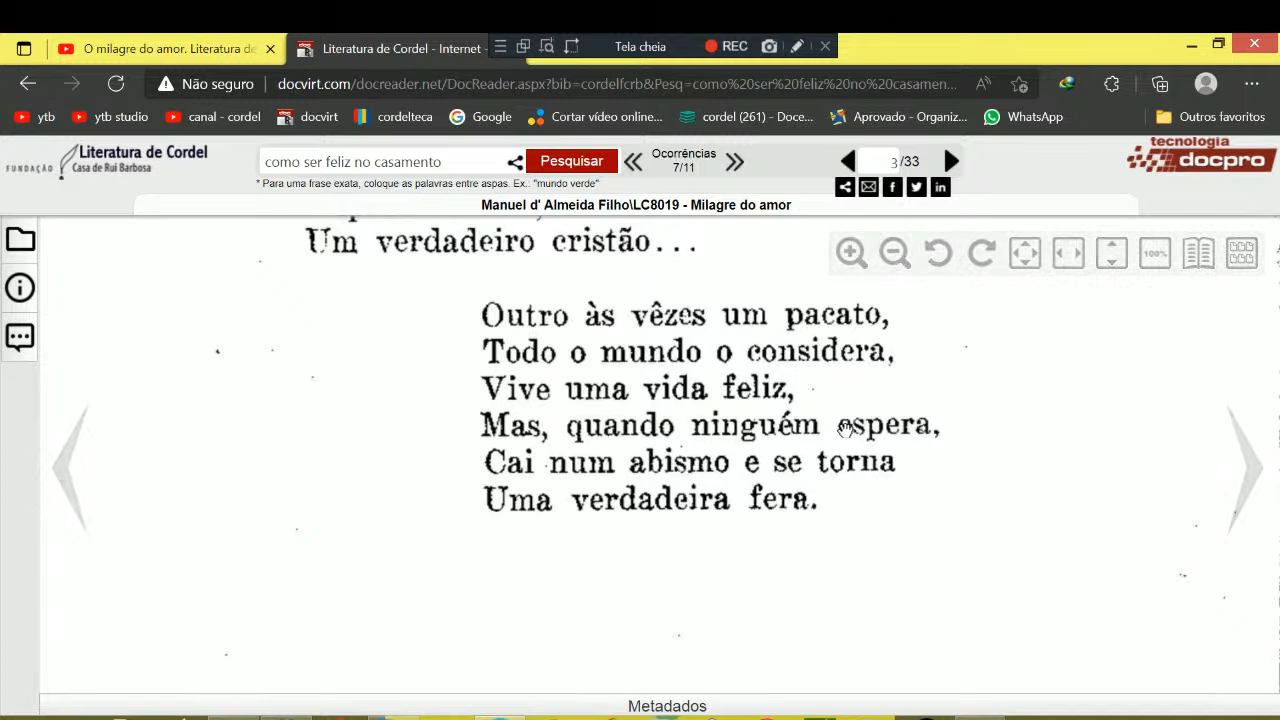 O milagre do amor. Literatura de
Literatura de Cordel - Internet
Tela cheia
REC
Não seguro
docvirt.com/docreader.net/DocReader.aspx?bib=cordelfcrb&Pesq=como%20ser%20feliz%20no%20casamen...
ytb
ytb studio
canal - cordel
docvirt
cordelteca
Google
Cortar vídeo online...
cordel (261) - Doce...
Aprovado - Organiz...
WhatsApp
Outros favoritos
FUNDAÇÃO
Literatura de Cordel
Casa de Rui Barbosa
como ser feliz no casamento
Pesquisar
Ocorrências
7/11
3 /33
tecnologia
docpro
* Para uma frase exata, coloque as palavras entre aspas. Ex.: "mundo verde"
Manuel d' Almeida Filho\LC8019 - Milagre do amor
100%
Um verdadeiro cristão...
Outro às vêzes um pacato,
Todo o mundo o considera,
Vive uma vida feliz,
Mas, quando ninguém espera,
Cai num abismo e se torna
Uma verdadeira fera.
Metadados